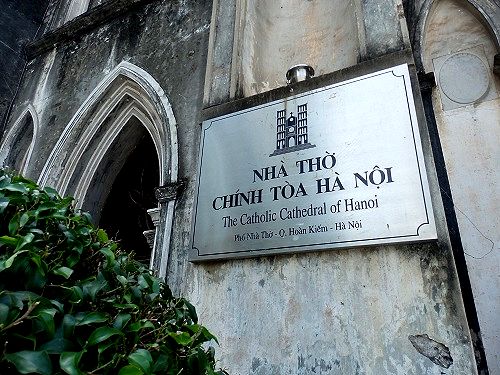 NHÀ THỜ
CHÍNH TÒA HÀ NỘI
The Catholic Cathedral of Hanoi
Phố Nhà Thờ - Q. Hoàn Kiếm - Hà Nội